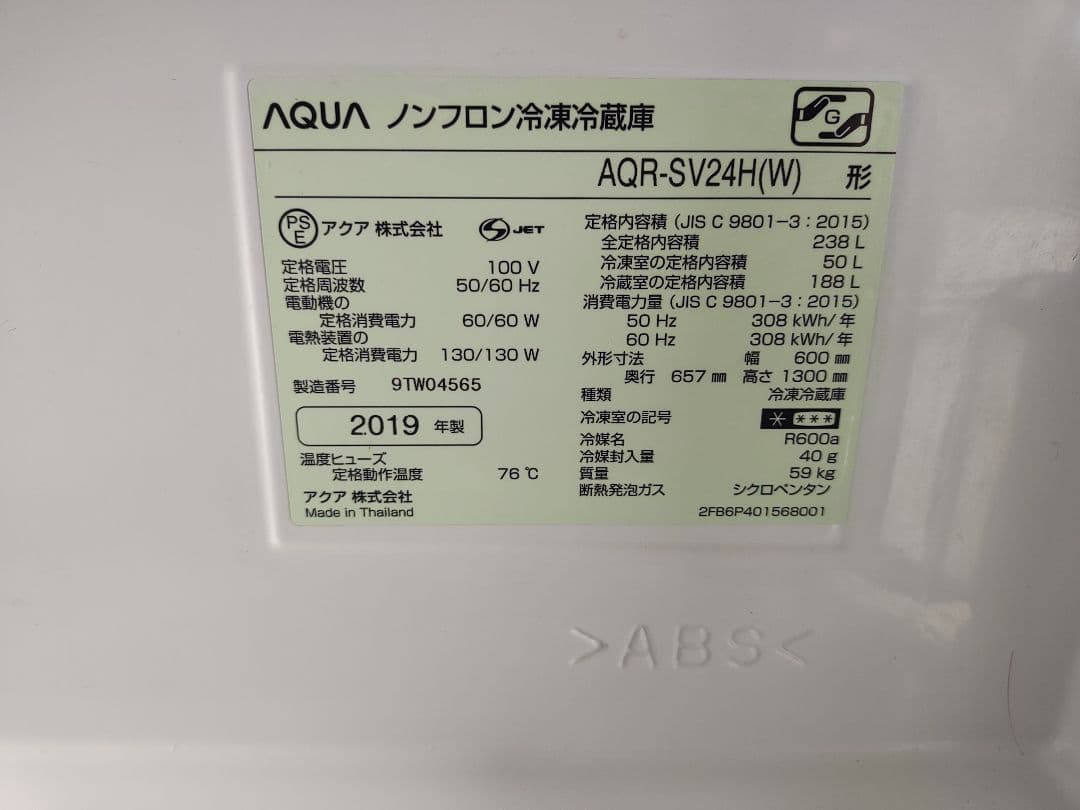 AQUA ノンフロン冷凍冷蔵庫
G
AQR-SV24H(W) 形
PSE アクア 株式会社 JET
定格電圧 100 V
定格周波数 50/60 Hz
電動機の
定格消費電力 60/60 W
電熱装置の
定格消費電力 130/130 W
製造番号 9TW04565
2019 年製
温度ヒューズ
定格動作温度 76 ℃
アクア 株式会社
Made in Thailand
定格内容積 (JIS C 9801-3：2015)
全定格内容積 238 L
冷凍室の定格内容積 50 L
冷蔵室の定格内容積 188 L
消費電力量 (JIS C 9801-3：2015)
50 Hz 308 kWh/年
60 Hz 308 kWh/年
外形寸法 幅 600 ㎜
奥行 657 ㎜ 高さ 1300 ㎜
種類 冷凍冷蔵庫
冷凍室の記号 * ***
冷媒名 R600a
冷媒封入量 40 g
質量 59 kg
断熱発泡ガス シクロペンタン
2FB6P401568001
>ABS<